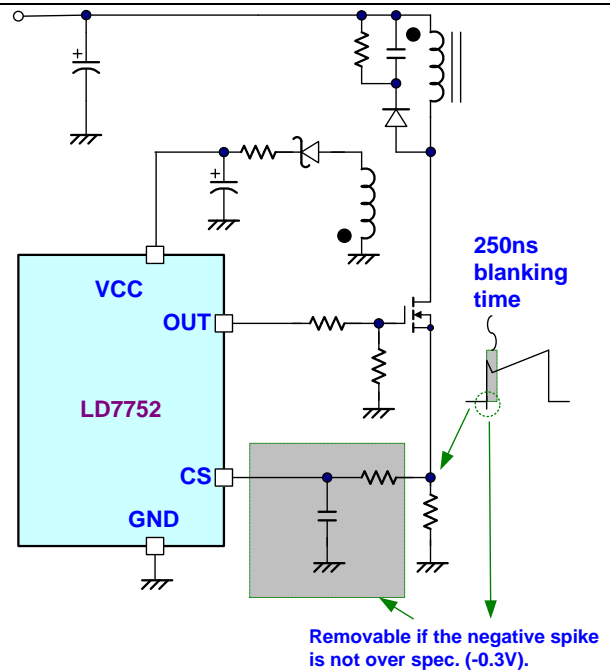 250ns
blanking
time
VCC
OUT
LD7752
CS
GND
Removable if the negative spike
is not over spec. (-0.3V).